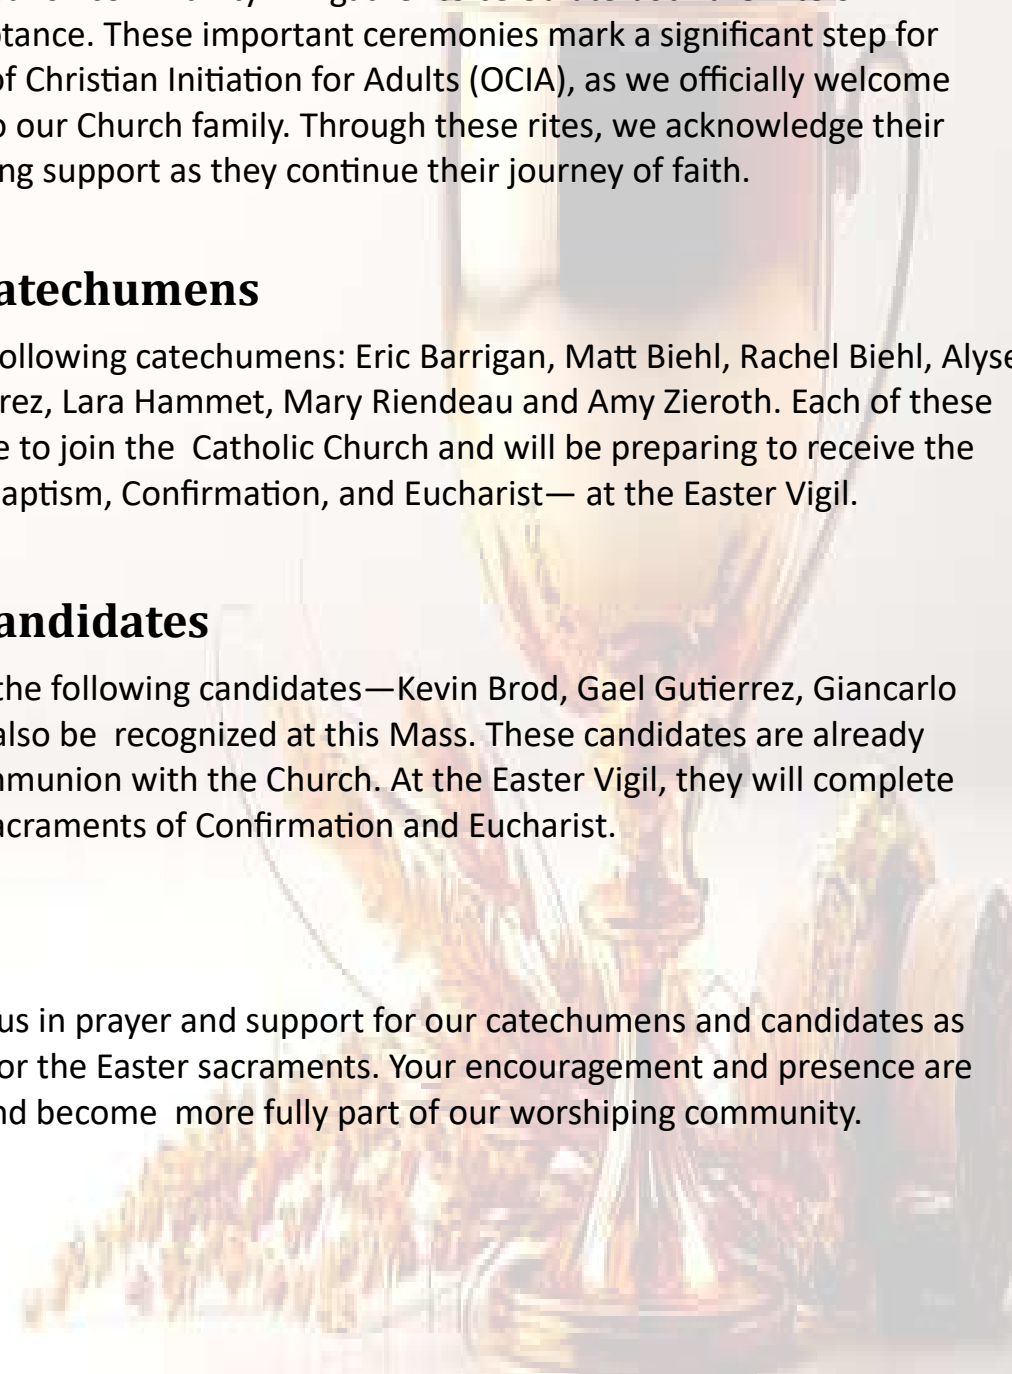 These important ceremonies mark a significant step for
of Christian Initiation for Adults (OCIA), as we officially welcome
our Church family. Through these rites, we acknowledge their
support as they continue their journey of faith.
atechumens
ollowing catechumens: Eric Barrigan, Matt Biehl, Rachel Biehl, Alyse
rez, Lara Hammet, Mary Riendeau and Amy Zieroth. Each of these
e to join the Catholic Church and will be preparing to receive the
aptism, Confirmation, and Eucharist— at the Easter Vigil.
andidates
the following candidates—Kevin Brod, Gael Gutierrez, Giancarlo
also be recognized at this Mass. These candidates are already
mmunion with the Church. At the Easter Vigil, they will complete
acraments of Confirmation and Eucharist.
us in prayer and support for our catechumens and candidates as
or the Easter sacraments. Your encouragement and presence are
nd become more fully part of our worshiping community.